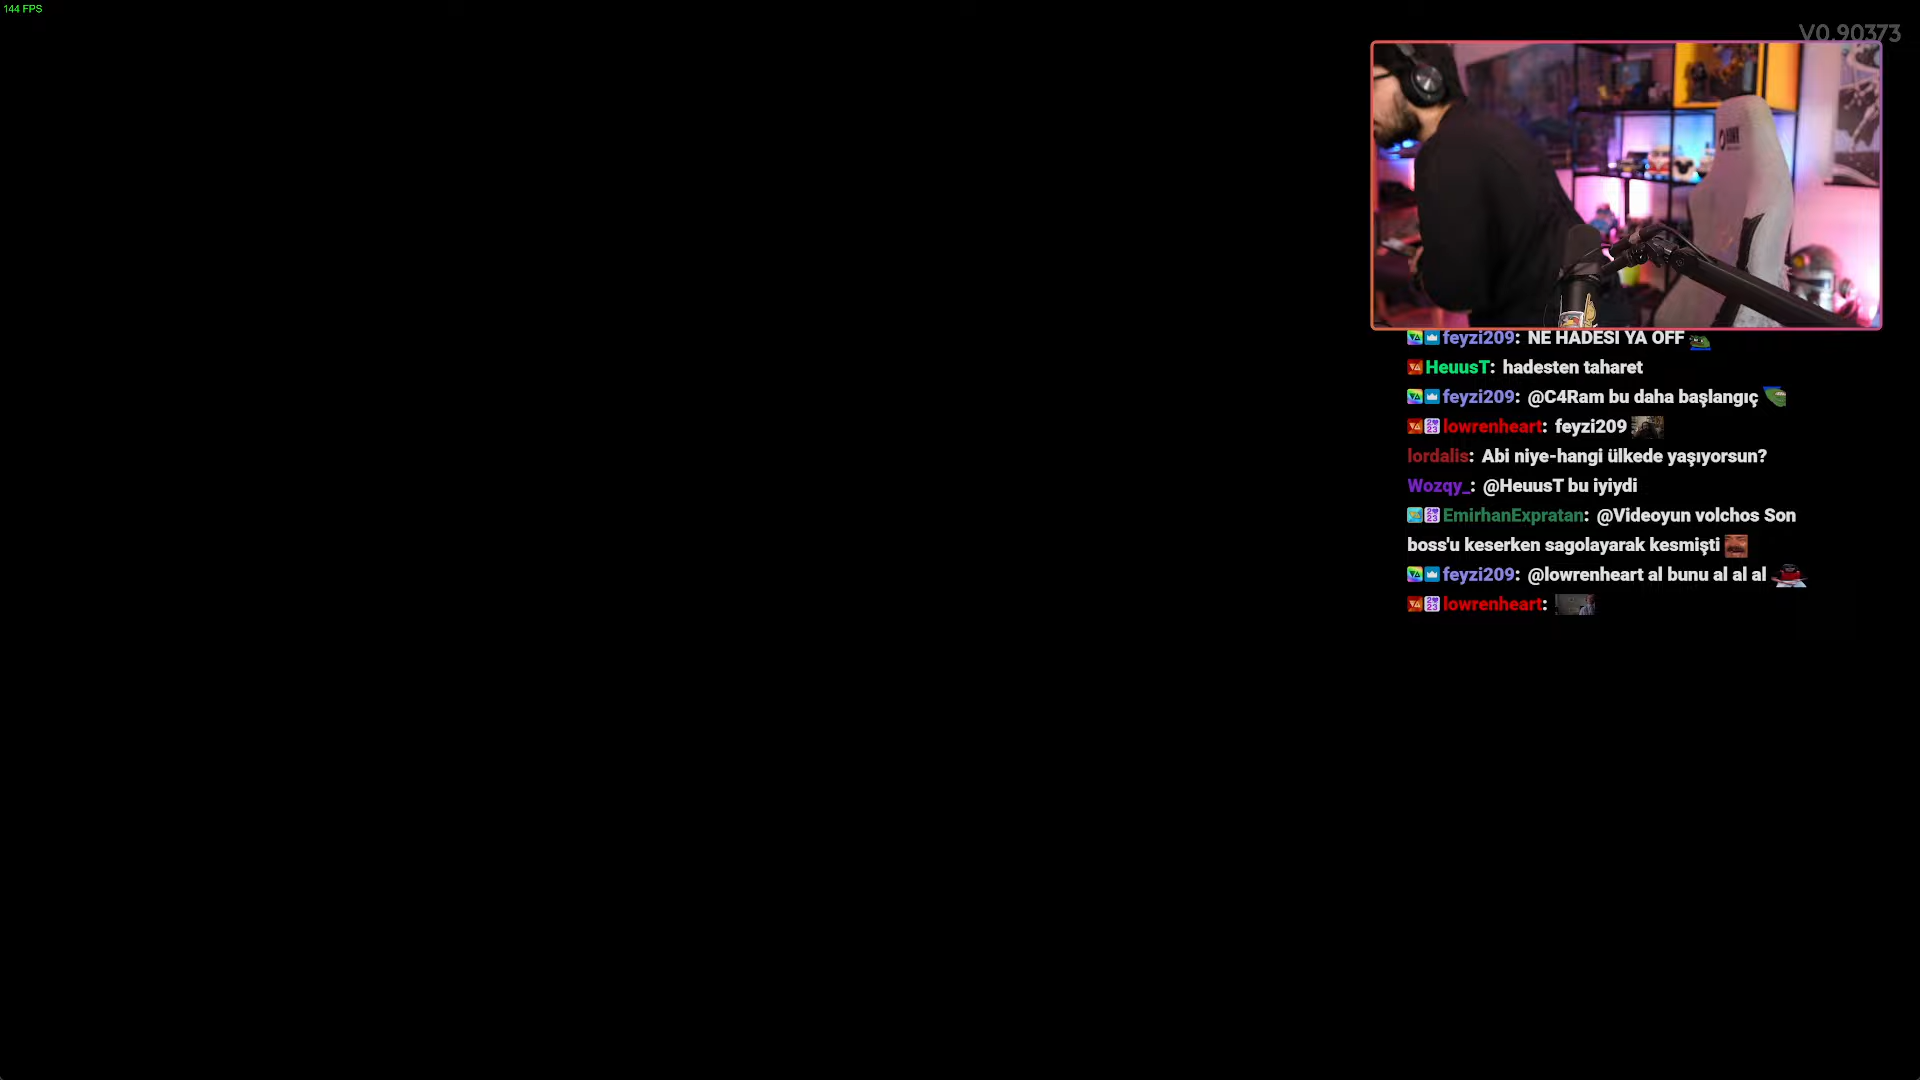 144 FPS
V0.90373
feyzi209: NE HADESI YA OFF
HeuusT: hadesten taharet
feyzi209: @C4Ram bu daha başlangıç
lowrenheart: feyzi209
lordalis: Abi niye-hangi ülkede yaşıyorsun?
Wozqy_: @HeuusT bu iyiydi
EmirhanExpratan: @Videoyun volchos Son
boss'u keserken sagolayarak kesmişti
feyzi209: @lowrenheart al bunu al al al
lowrenheart: